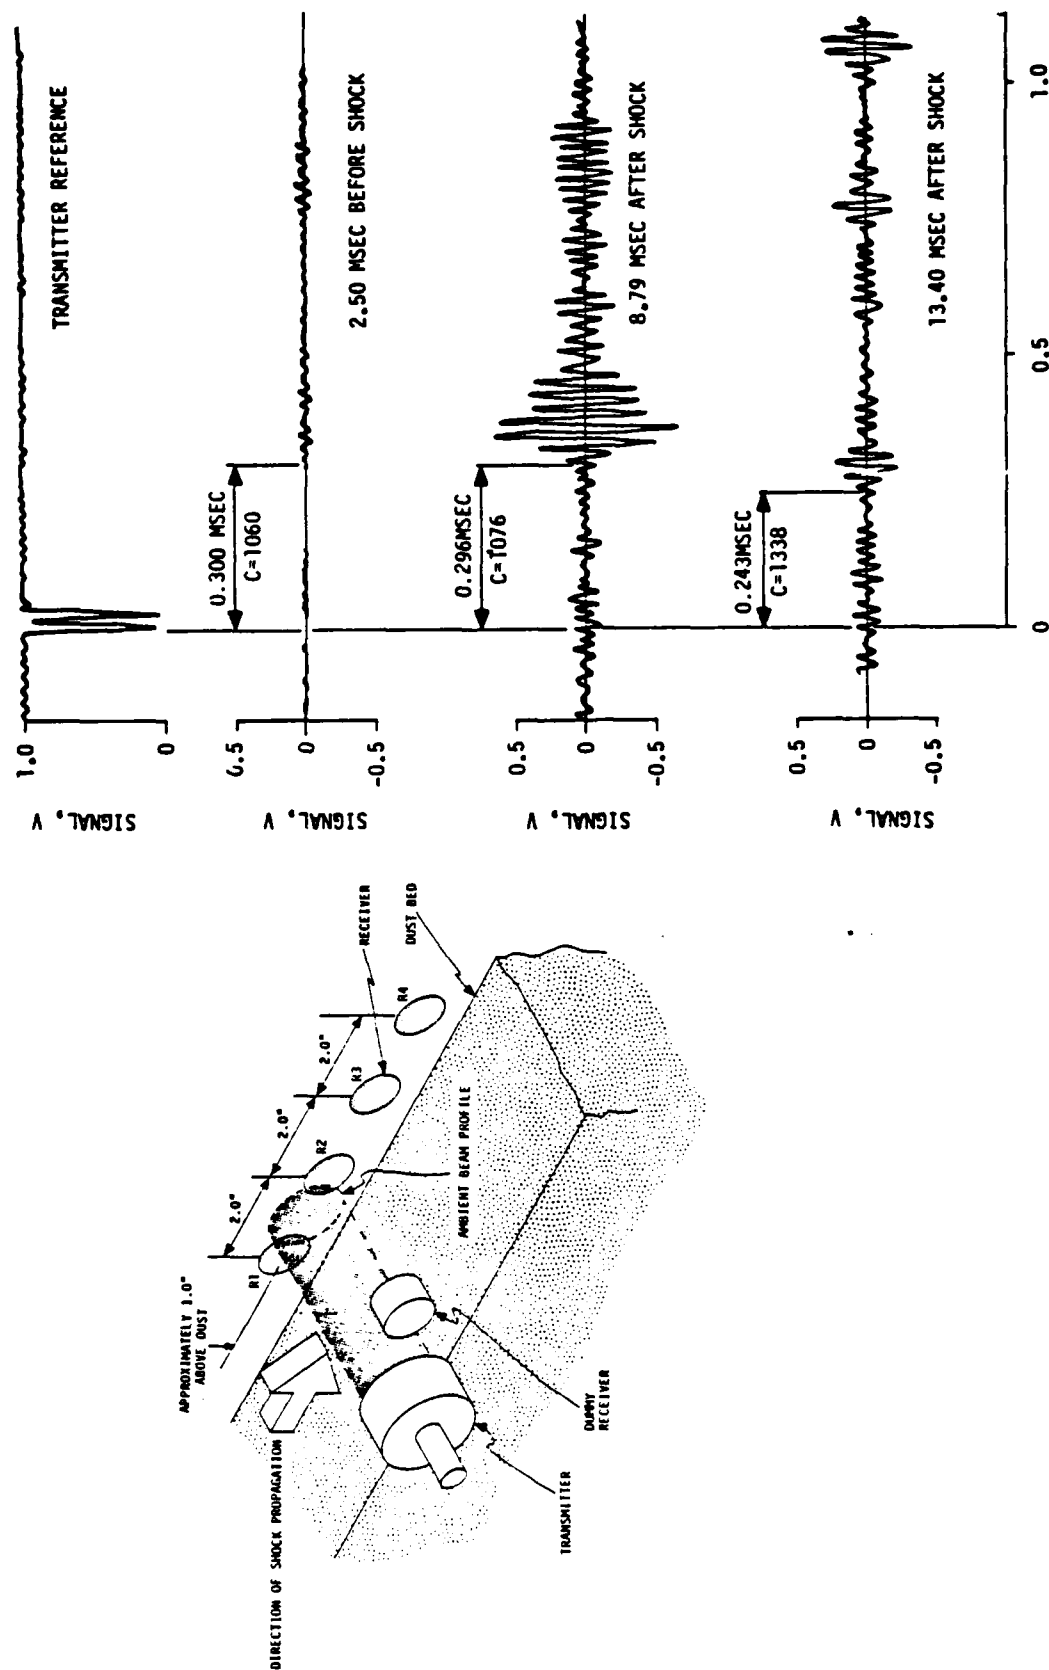 TRANSMITTER REFERENCE
SIGNAL, V
1.0
0
2.50 MSEC BEFORE SHOCK
0.300 MSEC
C=1060
SIGNAL, V
0.5
0
-0.5
8.79 MSEC AFTER SHOCK
0.296MSEC
C=1076
SIGNAL, V
0.5
0
-0.5
13.40 MSEC AFTER SHOCK
0.243MSEC
C=1338
SIGNAL, V
0.5
0
-0.5
0
0.5
1.0
DIRECTION OF SHOCK PROPAGATION
APPROXIMATELY 1.0"
ABOVE DUST
2.0"
2.0"
2.0"
R1
R2
R3
R4
RECEIVER
DUST BED
AMBIENT BEAM PROFILE
DUMMY
RECEIVER
TRANSMITTER